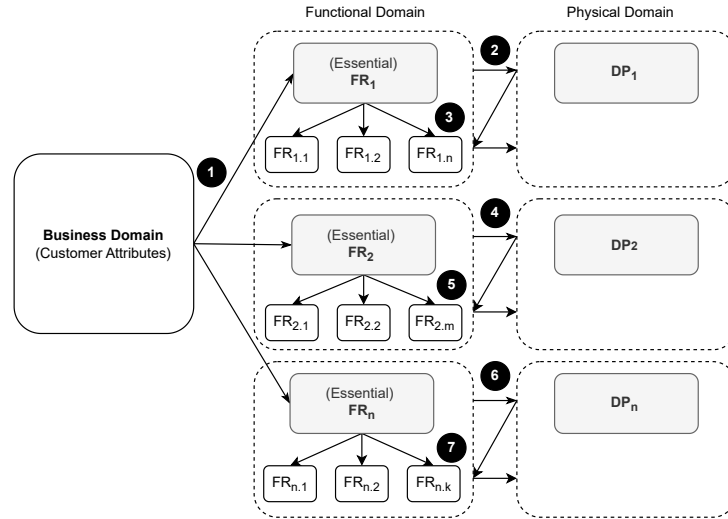 Functional Domain
Physical Domain
(Essential)
FR1
2
DP1
3
FR1.1
FR1.2
FR1.n
1
Business Domain
(Customer Attributes)
(Essential)
FR2
4
DP2
5
FR2.1
FR2.2
FR2.m
(Essential)
FRn
6
DPn
7
FRn.1
FRn.2
FRn.k